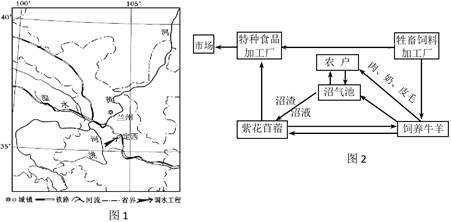 100°
105°
40°
河
黄
湟
水
兰州
定西
河
洮
35°
城镇
铁路
河流
省界
调水工程
图1
市场
特种食品
加工厂
牲畜饲料
加工厂
农户
肉、奶、皮毛
沼气池
沼渣
沼液
紫花苜蓿
饲养牛羊
图2